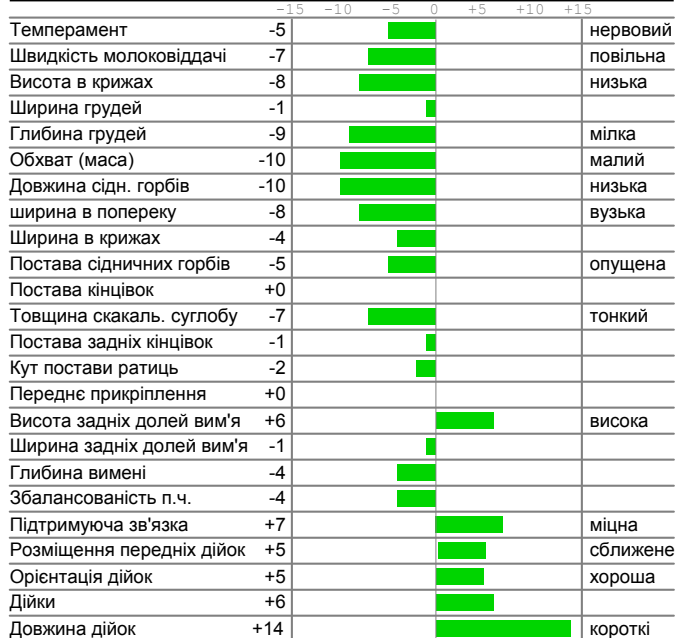 -15 -10 -5 0 +5 +10 +15
Темперамент -5 нервовий
Швидкість молоковіддачі -7 повільна
Висота в крижах -8 низька
Ширина грудей -1
Глибина грудей -9 мілка
Обхват (маса) -10 малий
Довжина сідн. горбів -10 низька
ширина в попереку -8 вузька
Ширина в крижах -4
Постава сідничних горбів -5 опущена
Постава кінцівок +0
Товщина скакаль. суглобу -7 тонкий
Постава задніх кінцівок -1
Кут постави ратиць -2
Переднє прикріплення +0
Висота задніх долей вим'я +6 висока
Ширина задніх долей вим'я -1
Глибина вимені -4
Збалансованість п.ч. -4
Підтримуюча зв'язка +7 міцна
Розміщення передніх дійок +5 сближене
Орієнтація дійок +5 хороша
Дійки +6
Довжина дійок +14 короткі